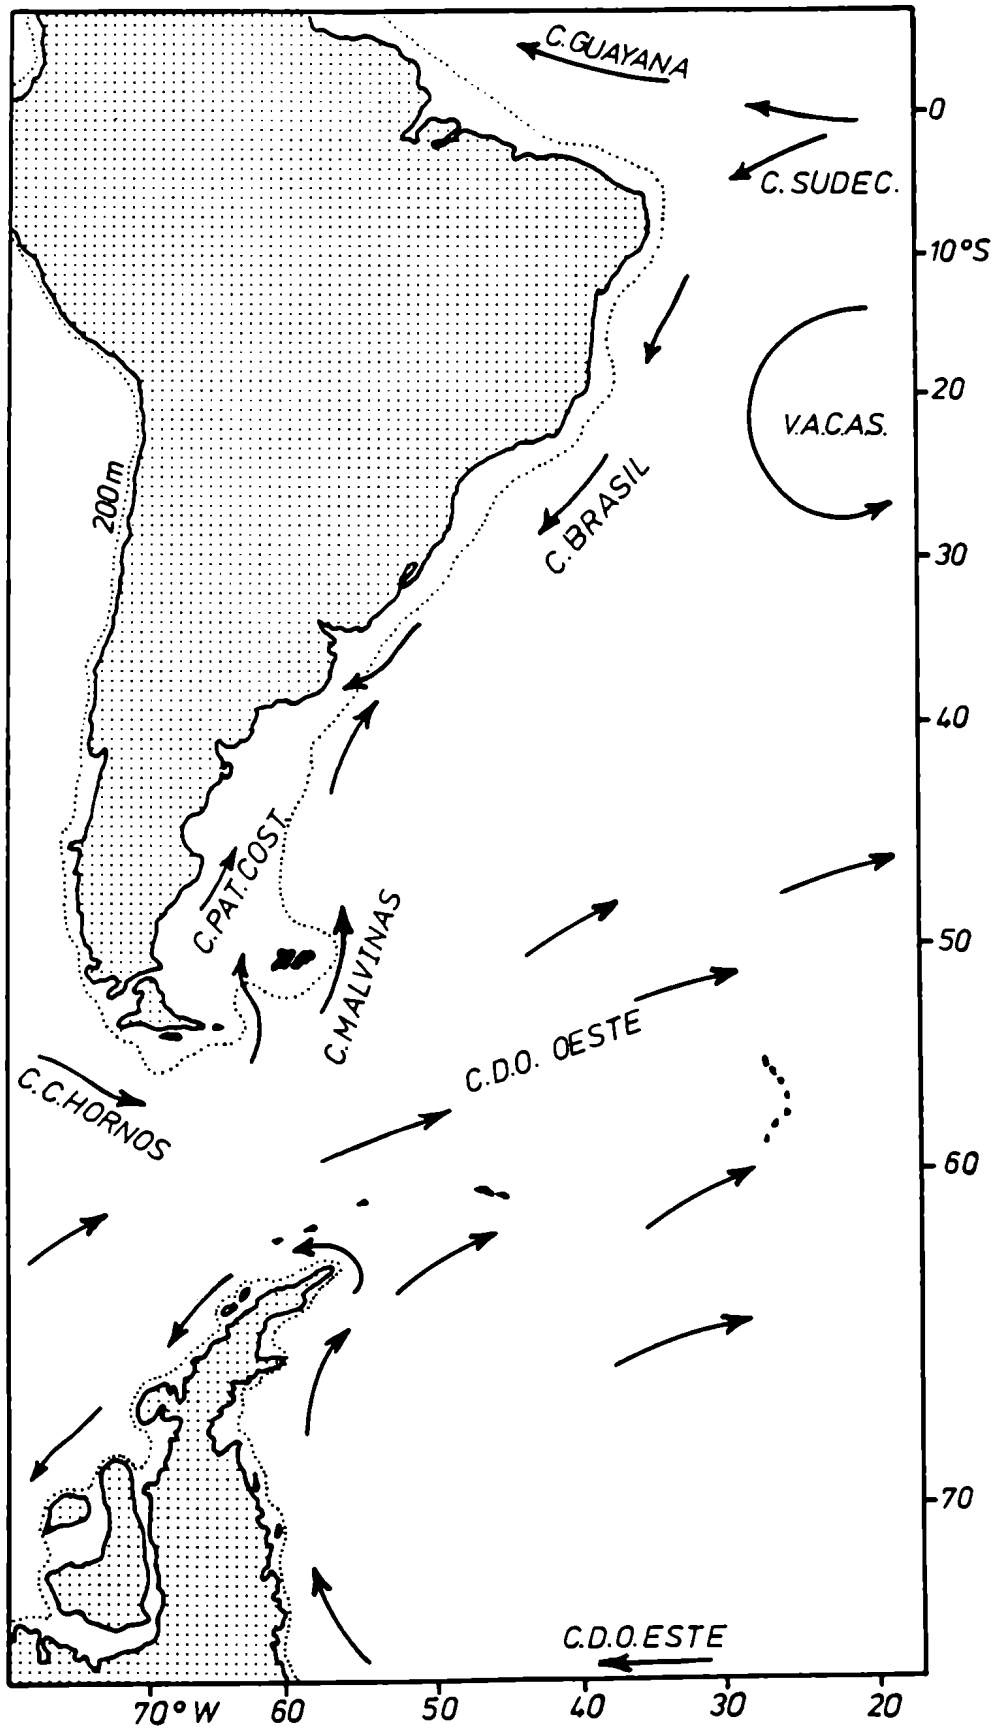 C. GUAYANA
0
C. SUDEC.
10°S
20
V.A.C.A.S.
200m
C. BRASIL
30
40
C. PAT. COST.
50
C. MALVINAS
C.D.O. OESTE
C. C. HORNOS
60
70
C.D.O. ESTE
70° W 60 50 40 30 20